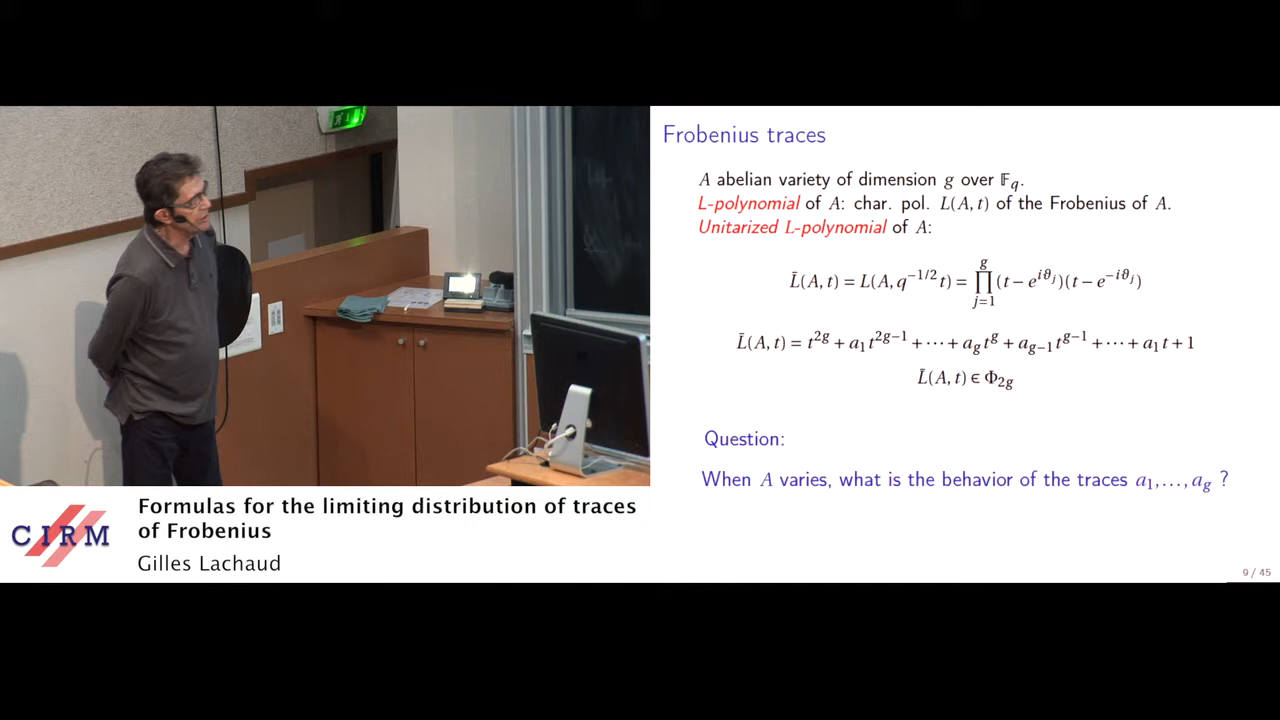 Frobenius traces
A abelian variety of dimension g over 𝔽_q.
L-polynomial of A: char. pol. L(A, t) of the Frobenius of A.
Unitarized L-polynomial of A:
L̄(A, t) = L(A, q^{-1/2} t) = ∏_{j=1}^{g} (t − e^{iϑ_j})(t − e^{−iϑ_j})
L̄(A, t) = t^{2g} + a_1 t^{2g−1} + ⋯ + a_g t^g + a_{g−1} t^{g−1} + ⋯ + a_1 t + 1
L̄(A, t) ∈ Φ_{2g}
Question:
When A varies, what is the behavior of the traces a_1, …, a_g ?
9 / 45
CIRM
Formulas for the limiting distribution of traces
of Frobenius
Gilles Lachaud